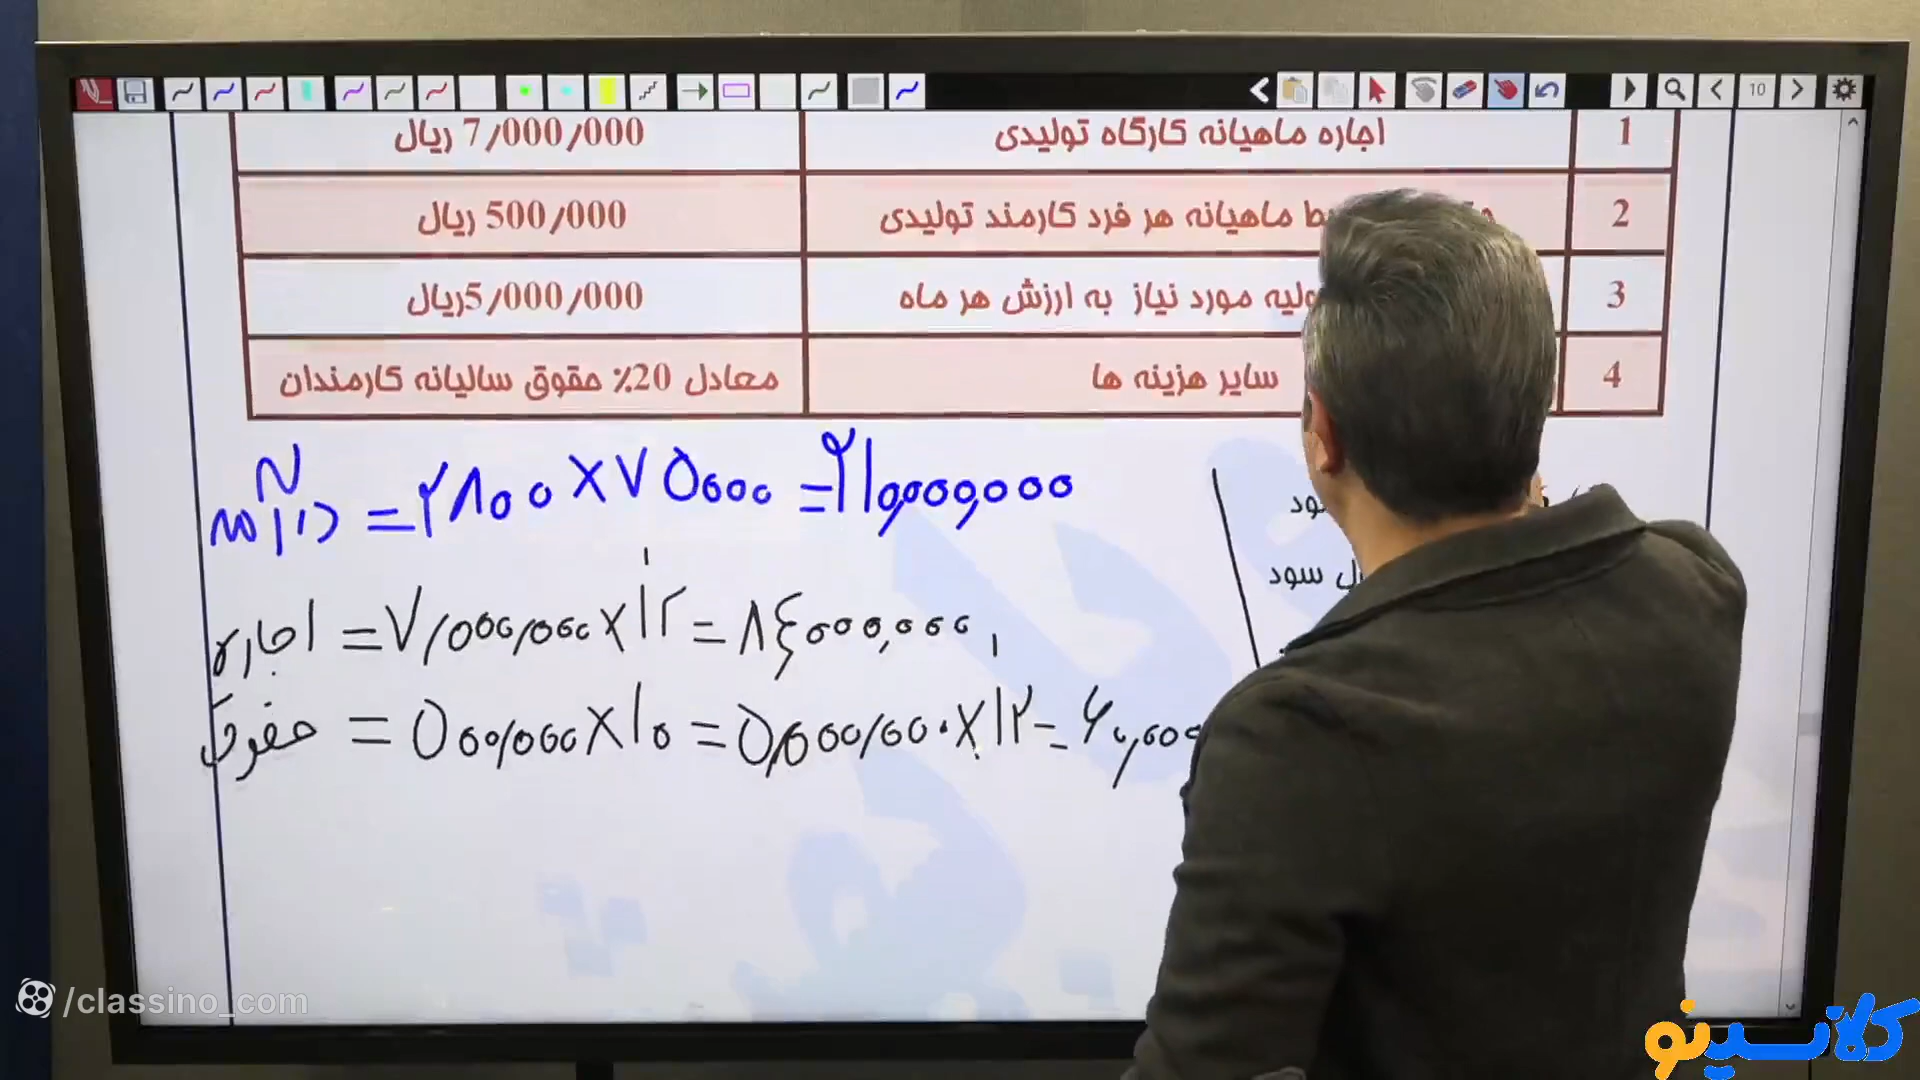 10
1 اجاره ماهیانه کارگاه تولیدی 7/000/000 ریال
2 ماهیانه هر فرد کارمند تولیدی 500/000 ریال
3 مورد نیاز به ارزش هر ماه 5/000/000ریال
4 سایر هزینه ها معادل 20٪ حقوق سالیانه کارمندان
درآمد = ۲۸۰۰ × ۷۵۰۰۰ = ۲۱۰,۰۰۰,۰۰۰
اجاره = ۷,۰۰۰,۰۰۰ × ۱۲ = ۸۴۰۰۰,۰۰۰
حقوق = ۵۰۰,۰۰۰ × ۱۰ = ۵,۰۰۰,۰۰۰ × ۱۲ = ۶۰,۰۰۰
سود
/classino_com
کلاسینو